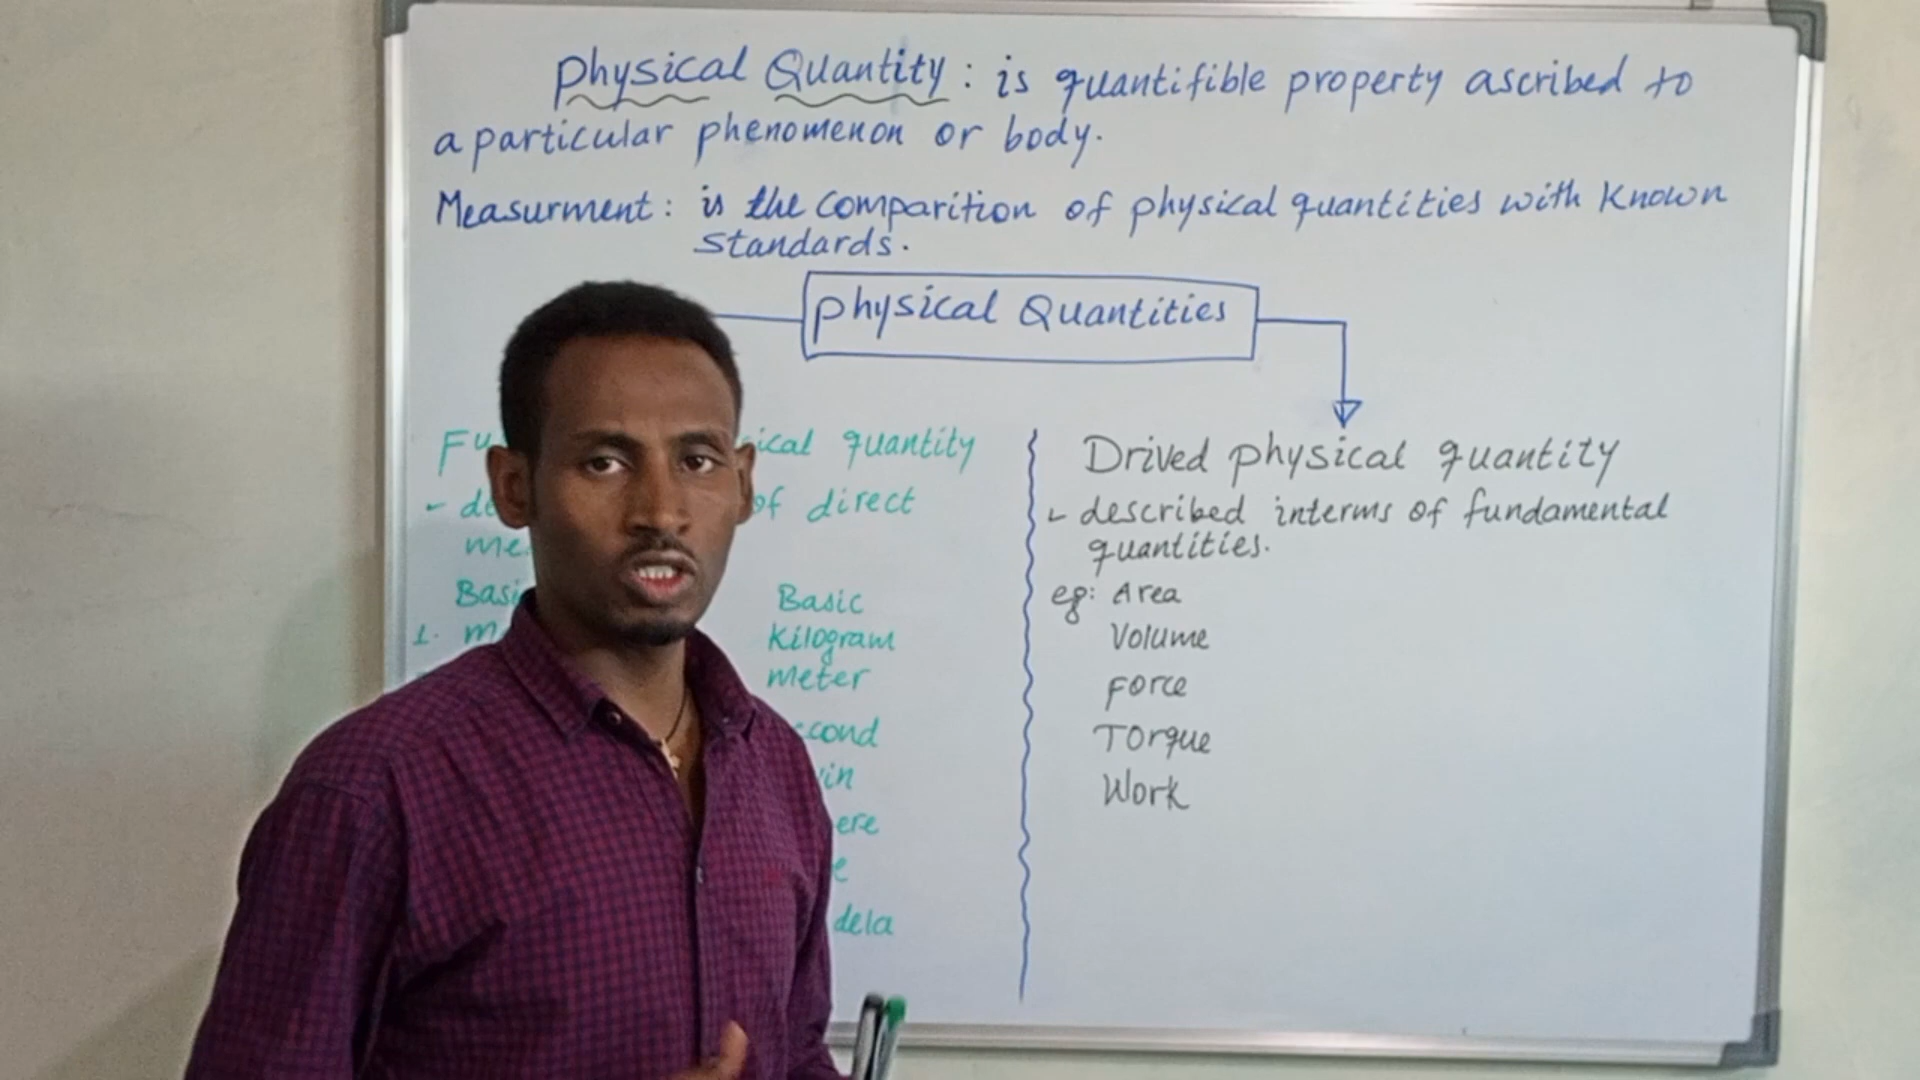 Physical Quantity : is quantifible property ascribed to
a particular phenomenon or body.
Measurment : is the comparition of physical quantities with known
standards.
Physical Quantities
quantity
of direct
Basic
Kilogram
meter
Drived physical quantity
- described interms of fundamental
quantities.
eg: Area
Volume
Force
Torque
Work